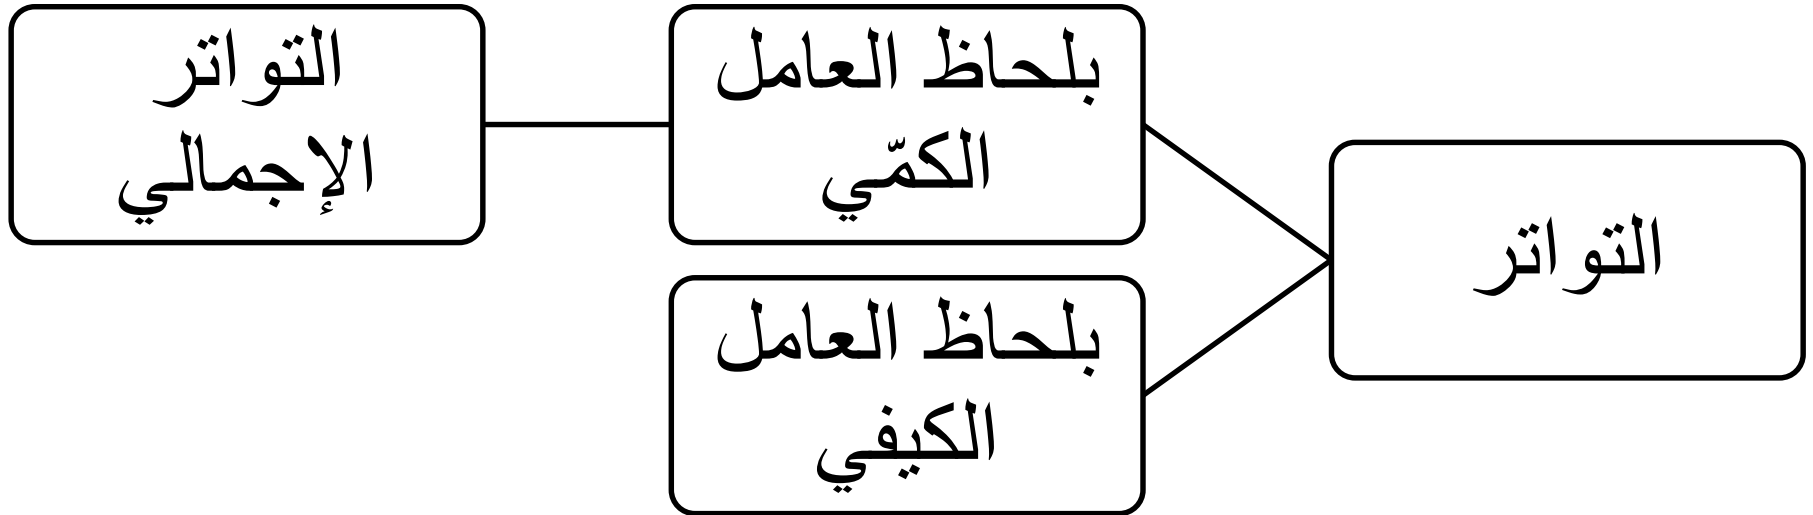 التواتر
بلحاظ العامل
الكمّي
التواتر
الإجمالي
بلحاظ العامل
الكيفي